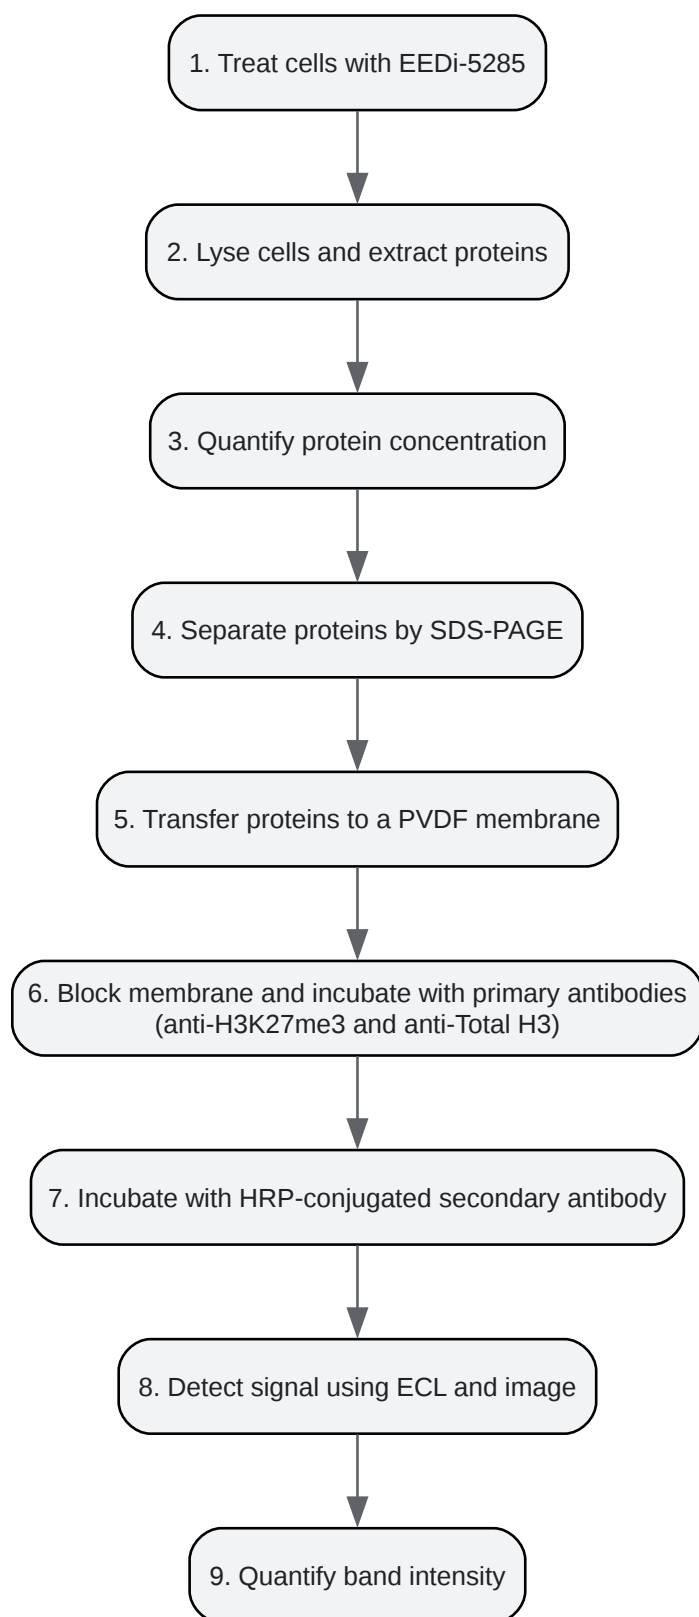 1. Treat cells with EEDi-5285
2. Lyse cells and extract proteins
3. Quantify protein concentration
4. Separate proteins by SDS-PAGE
5. Transfer proteins to a PVDF membrane
6. Block membrane and incubate with primary antibodies
(anti-H3K27me3 and anti-Total H3)
7. Incubate with HRP-conjugated secondary antibody
8. Detect signal using ECL and image
9. Quantify band intensity